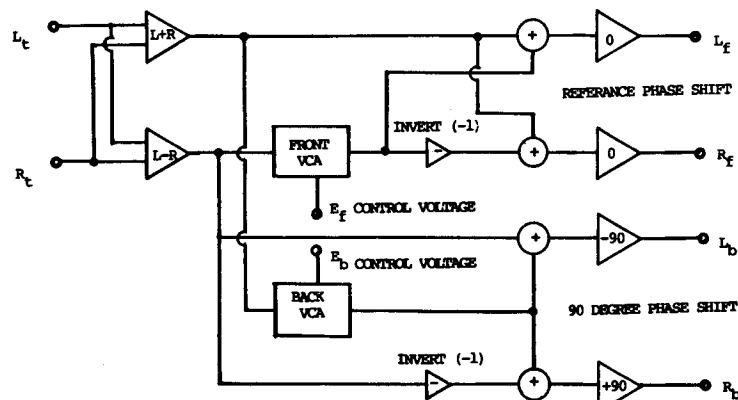 L+R
Lt
0
Lf
REFERANCE PHASE SHIFT
INVERT (-1)
L-R
FRONT
VCA
-
0
Rf
Rt
+
+
Ef CONTROL VOLTAGE
+
-90
Lb
Eb CONTROL VOLTAGE
BACK
VCA
90 DEGREE PHASE SHIFT
INVERT (-1)
-
+
+90
Rb